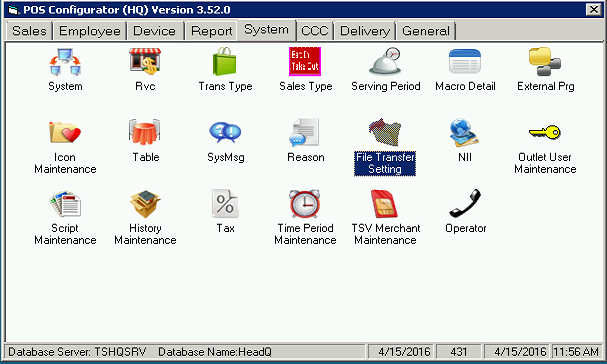 POS Configurator (HQ) Version 3.52.0
Sales Employee Device Report System CCC Delivery General
Eat In
Take Out
System Rvc Trans Type Sales Type Serving Period Macro Detail External Prg
Icon Maintenance Table SysMsg Reason File Transfer Setting NII Outlet User Maintenance
Script Maintenance History Maintenance Tax Time Period Maintenance TSV Merchant Maintenance Operator
Database Server: TSHQSRV Database Name:HeadQ 4/15/2016 431 4/15/2016 11:56 AM